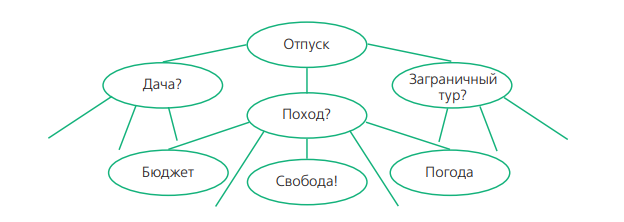 Отпуск
Дача?
Поход?
Заграничный
тур?
Бюджет
Свобода!
Погода